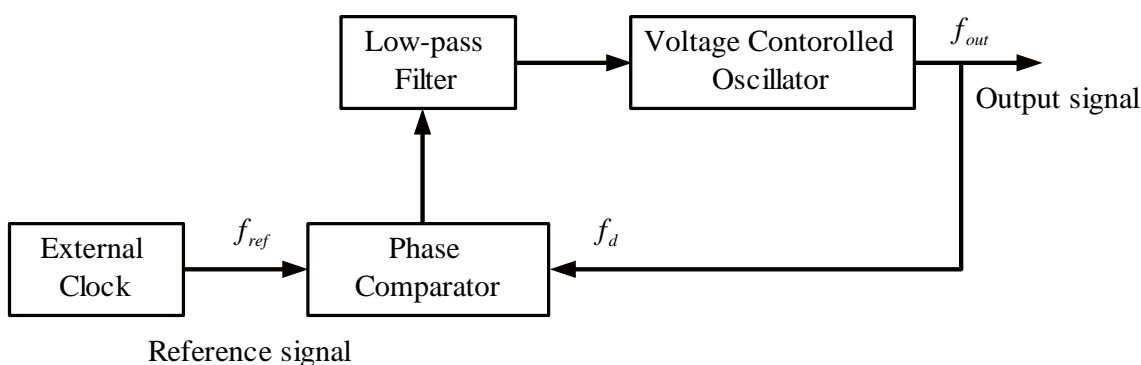 Low-pass
Filter
Voltage Contorolled
Oscillator
f_out
Output signal
External
Clock
f_ref
Phase
Comparator
f_d
Reference signal